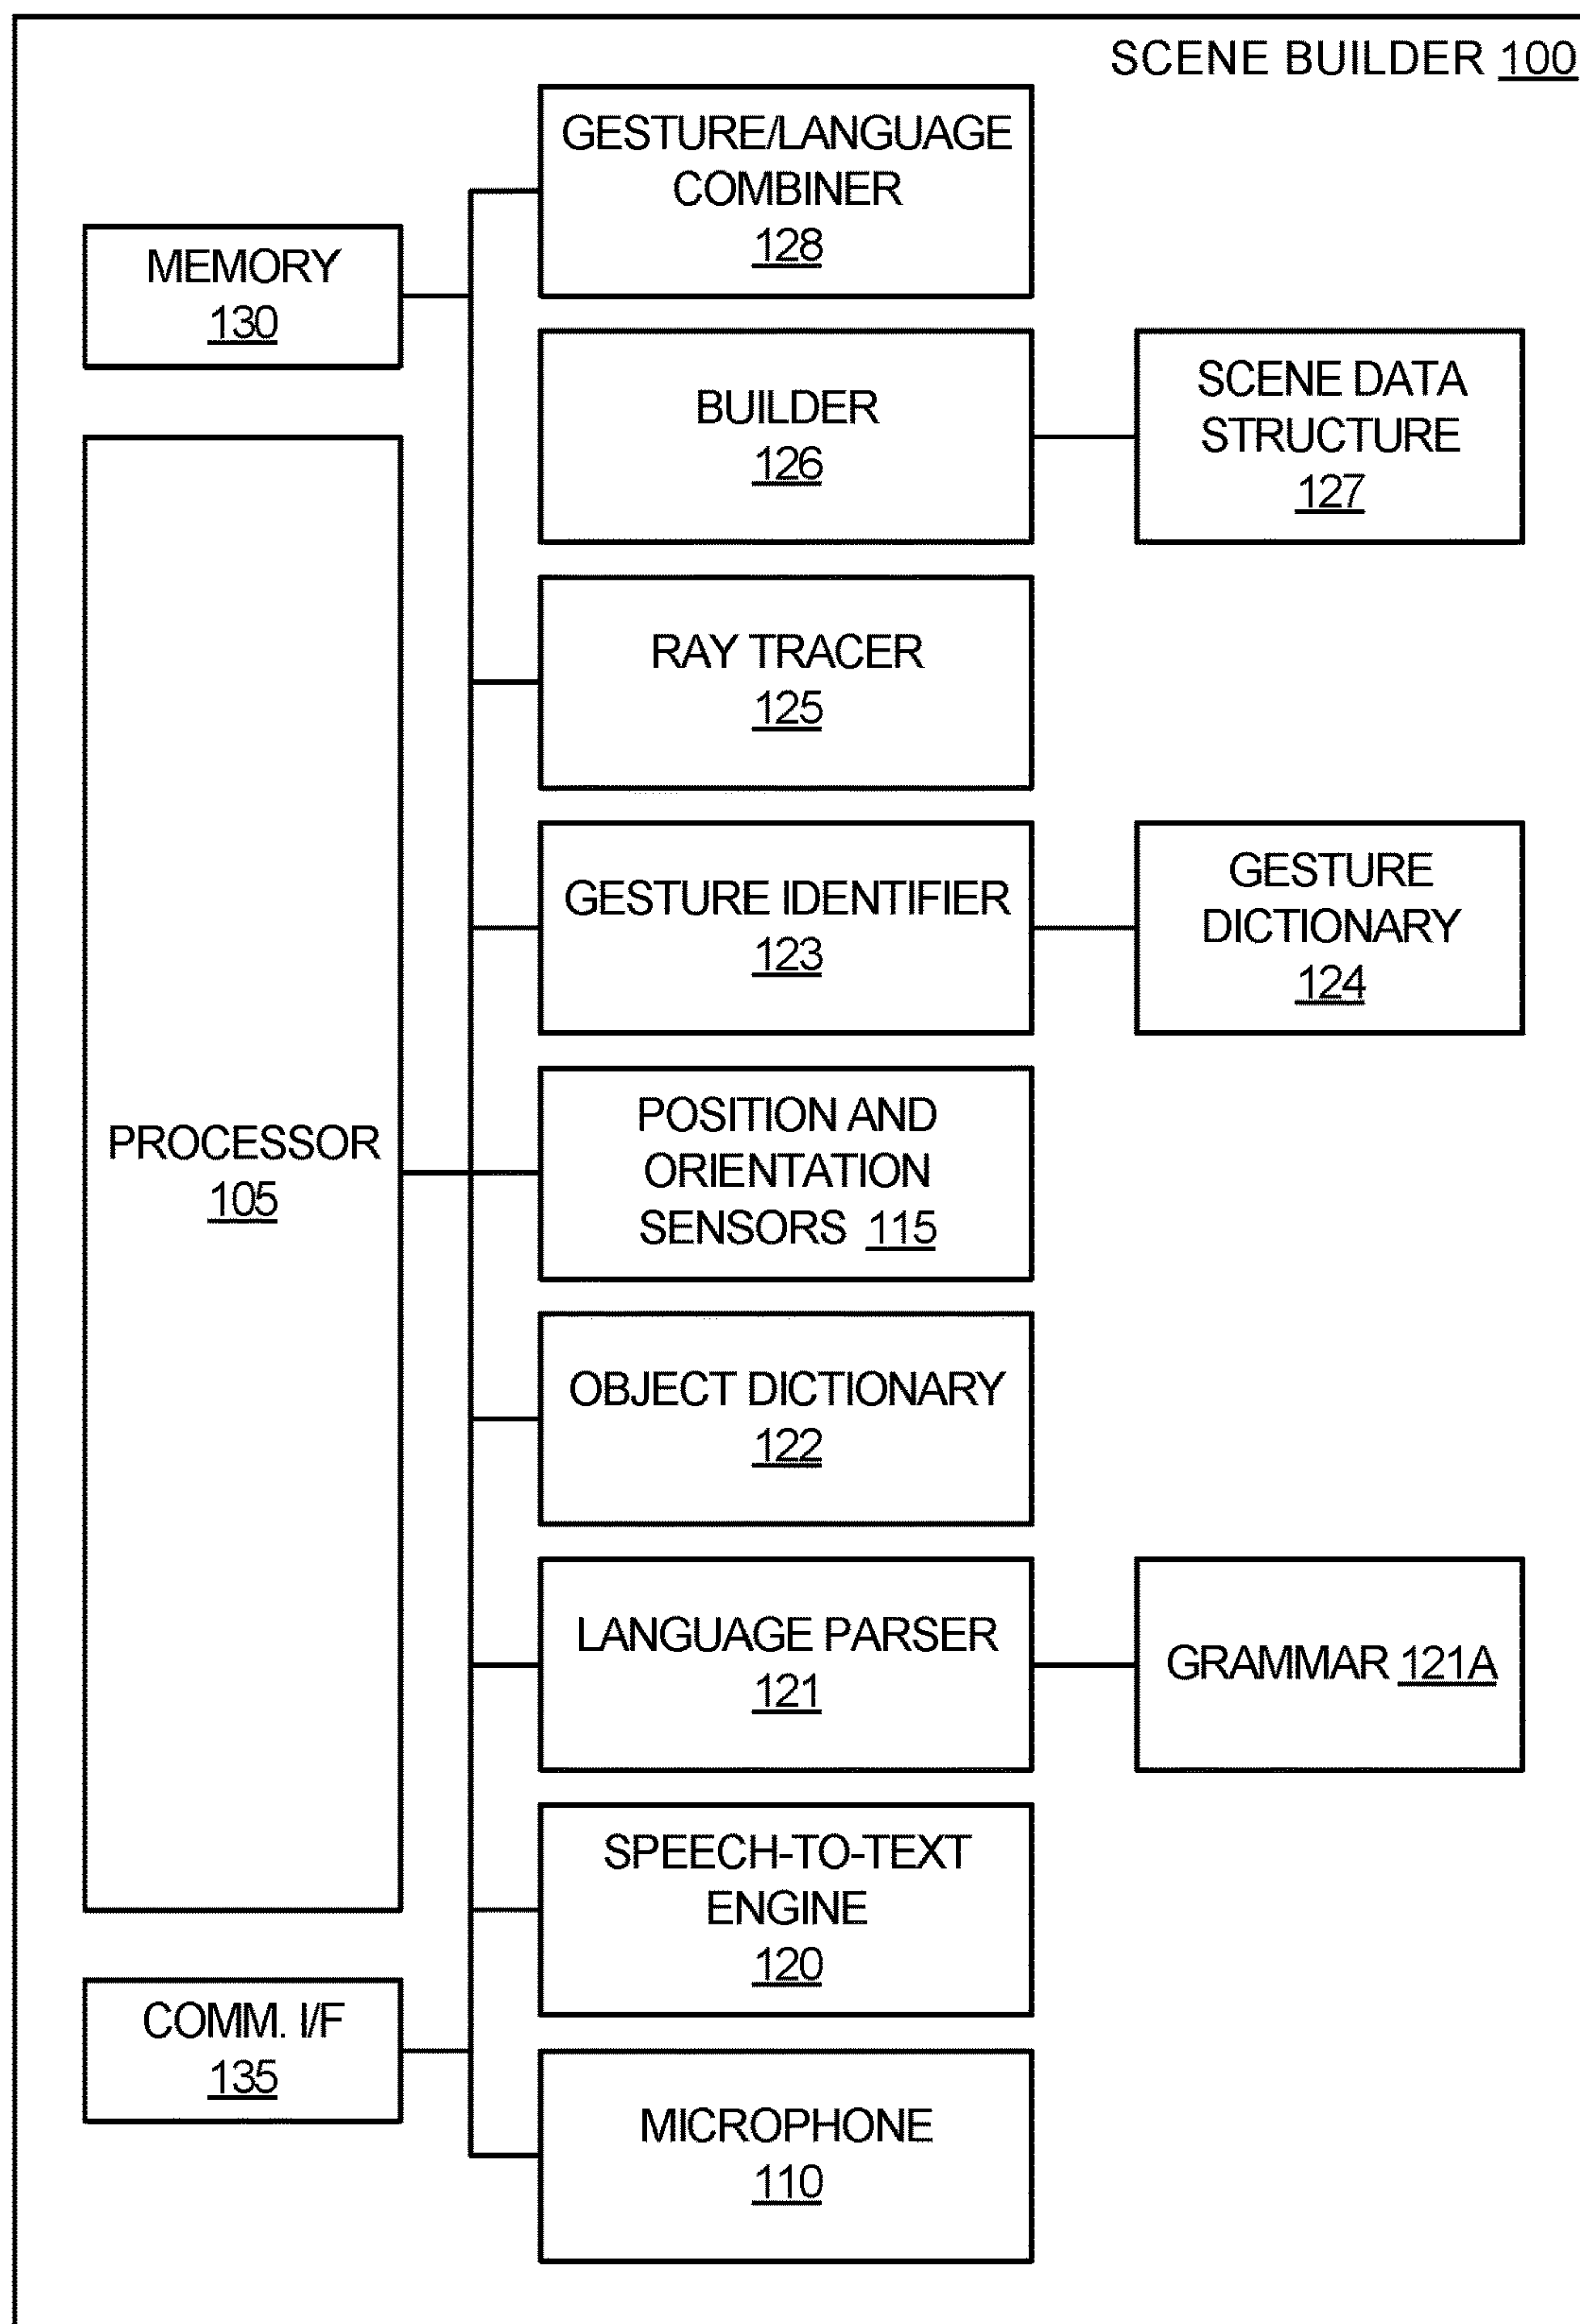 SCENE BUILDER 100
GESTURE/LANGUAGE
COMBINER
128
MEMORY
130
BUILDER
126
SCENE DATA
STRUCTURE
127
RAY TRACER
125
GESTURE IDENTIFIER
123
GESTURE
DICTIONARY
124
PROCESSOR
105
POSITION AND
ORIENTATION
SENSORS 115
OBJECT DICTIONARY
122
LANGUAGE PARSER
121
GRAMMAR 121A
SPEECH-TO-TEXT
ENGINE
120
COMM. I/F
135
MICROPHONE
110